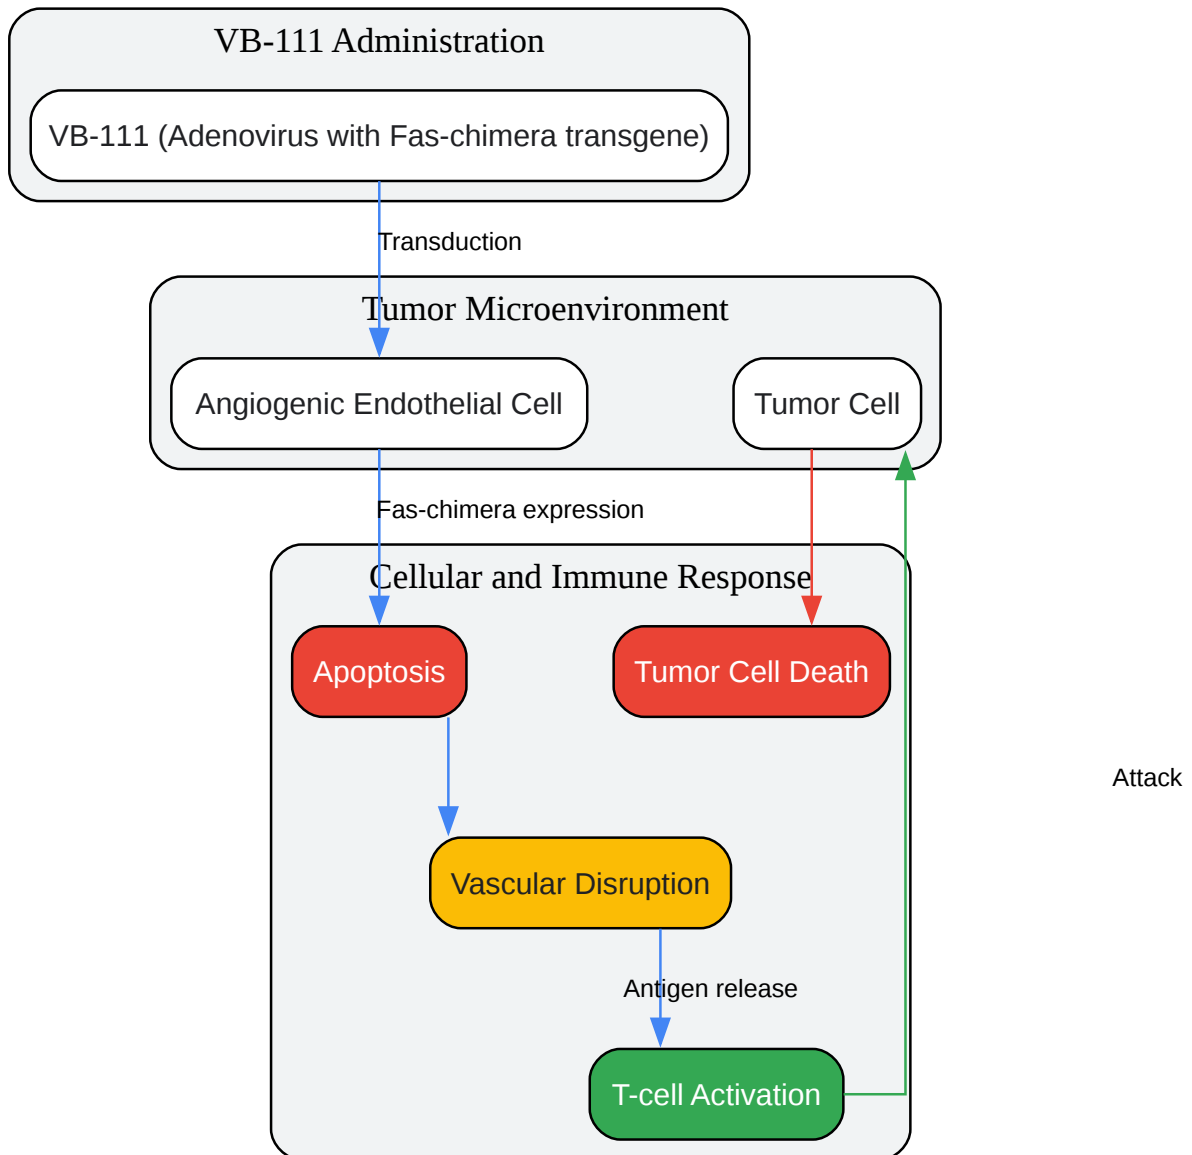 VB-111 Administration
VB-111 (Adenovirus with Fas-chimera transgene)
Transduction
Tumor Microenvironment
Angiogenic Endothelial Cell
Tumor Cell
Fas-chimera expression
Cellular and Immune Response
Apoptosis
Tumor Cell Death
Attack
Vascular Disruption
Antigen release
T-cell Activation